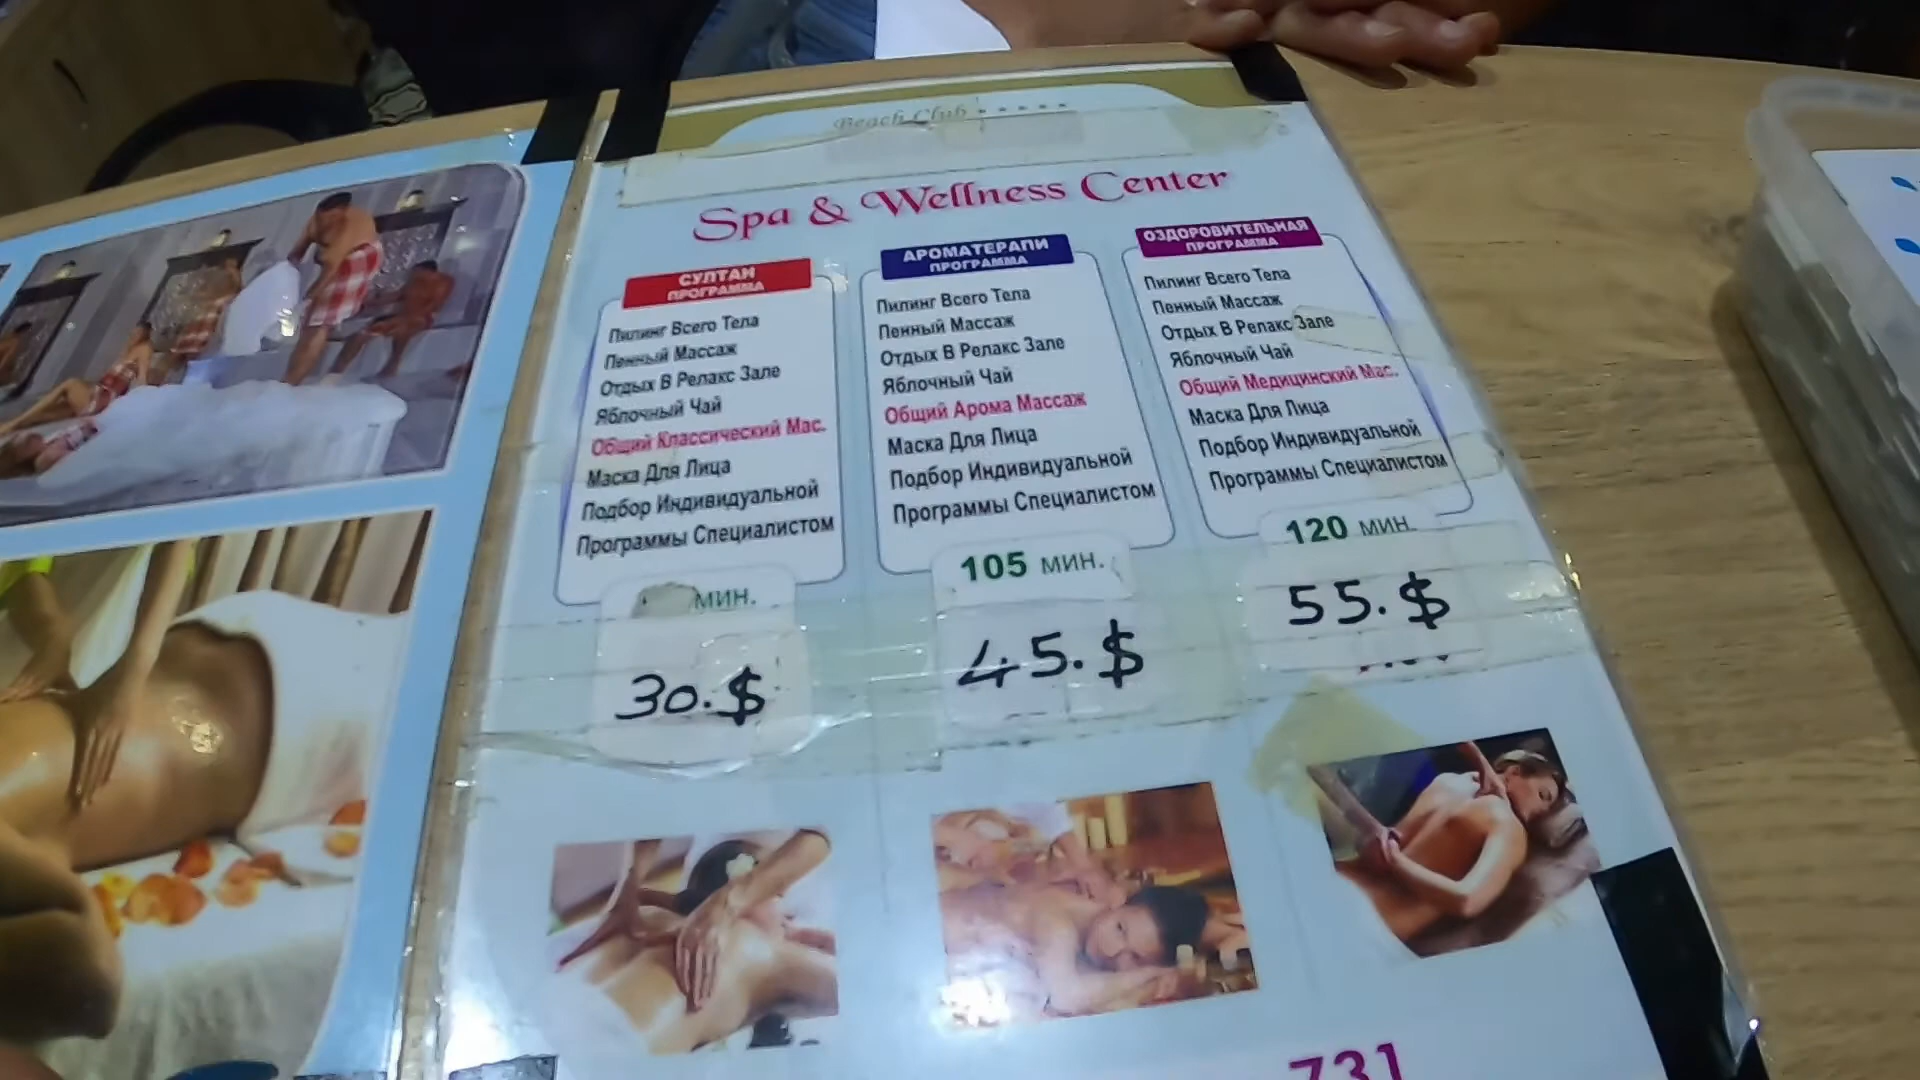 Beach Club
Spa & Wellness Center
СУЛТАН
ПРОГРАММА
Пилинг Всего Тела
Пенный Массаж
Отдых В Релакс Зале
Яблочный Чай
Общий Классический Мас.
Маска Для Лица
Подбор Индивидуальной
Программы Специалистом
МИН.
30.$
АРОМАТЕРАПИ
ПРОГРАММА
Пилинг Всего Тела
Пенный Массаж
Отдых В Релакс Зале
Яблочный Чай
Общий Арома Массаж
Маска Для Лица
Подбор Индивидуальной
Программы Специалистом
105 МИН.
45.$
ОЗДОРОВИТЕЛЬНАЯ
ПРОГРАММА
Пилинг Всего Тела
Пенный Массаж
Отдых В Релакс Зале
Яблочный Чай
Общий Медицинский Мас.
Маска Для Лица
Подбор Индивидуальной
Программы Специалистом
120 МИН.
55.$
731